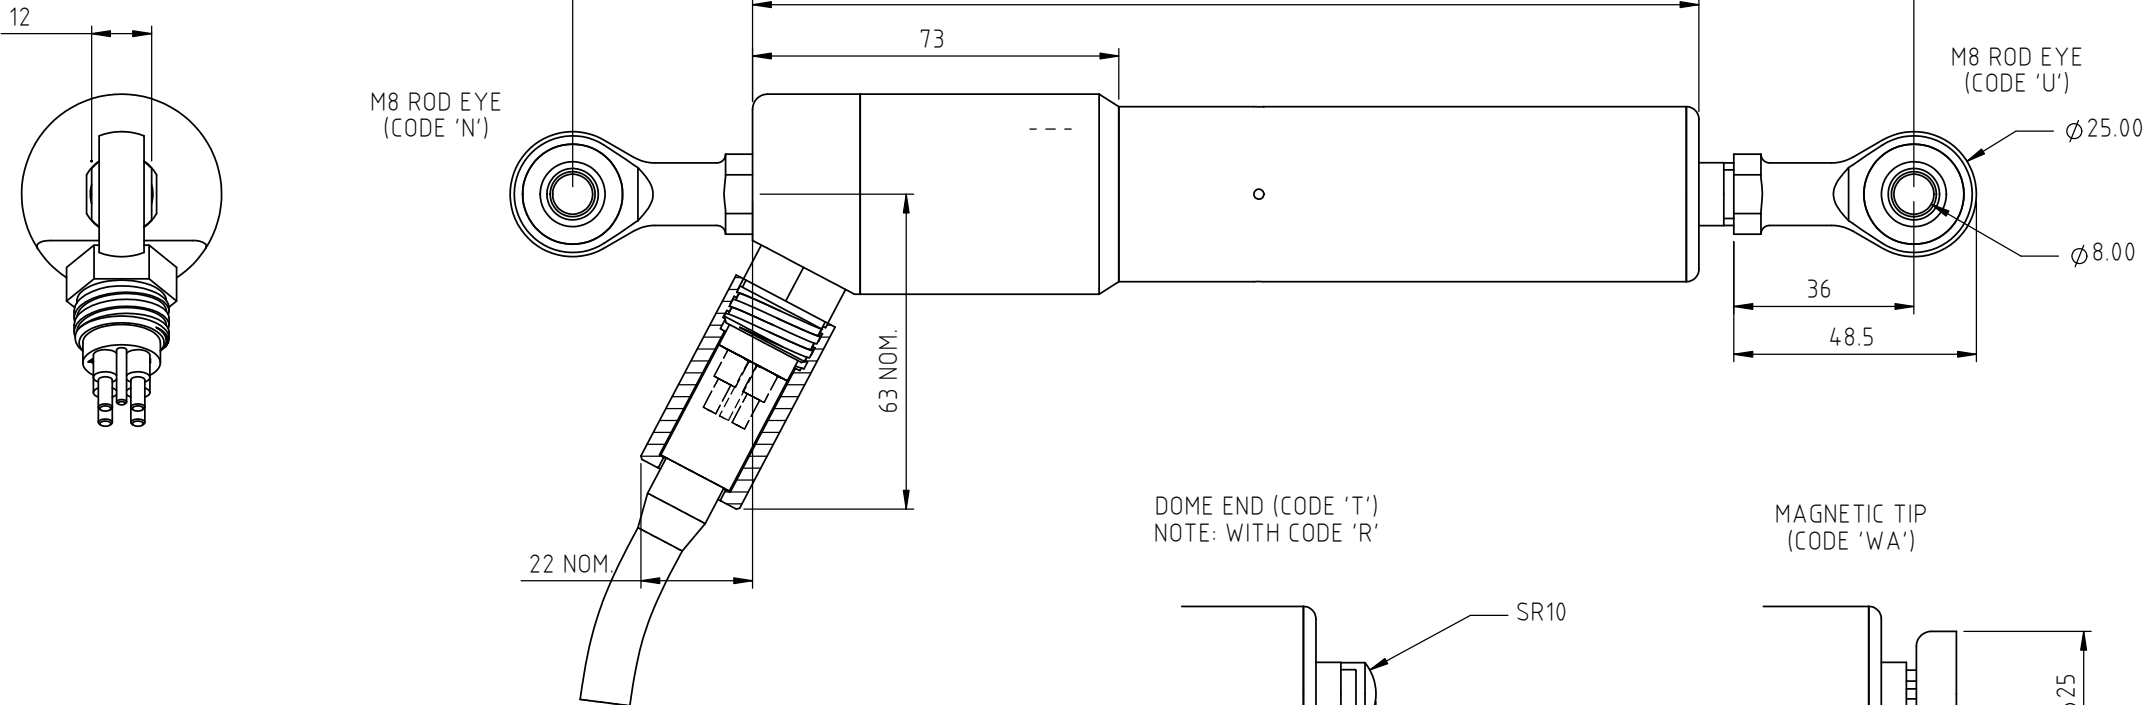 12
73
M8 ROD EYE
(CODE 'N')
M8 ROD EYE
(CODE 'U')
⌀25.00
⌀8.00
36
48.5
63 NOM.
22 NOM.
DOME END (CODE 'T')
NOTE: WITH CODE 'R'
MAGNETIC TIP
(CODE 'WA')
SR10
25